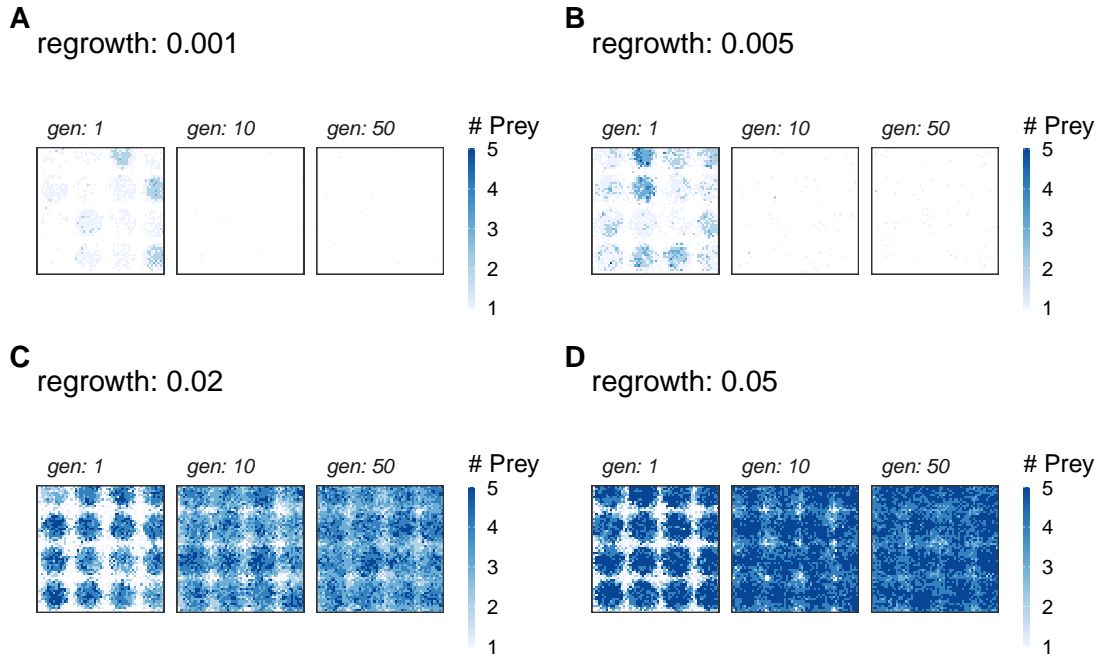 A
regrowth: 0.001
gen: 1
gen: 10
gen: 50
# Prey
5
4
3
2
1
B
regrowth: 0.005
gen: 1
gen: 10
gen: 50
# Prey
5
4
3
2
1
C
regrowth: 0.02
gen: 1
gen: 10
gen: 50
# Prey
5
4
3
2
1
D
regrowth: 0.05
gen: 1
gen: 10
gen: 50
# Prey
5
4
3
2
1